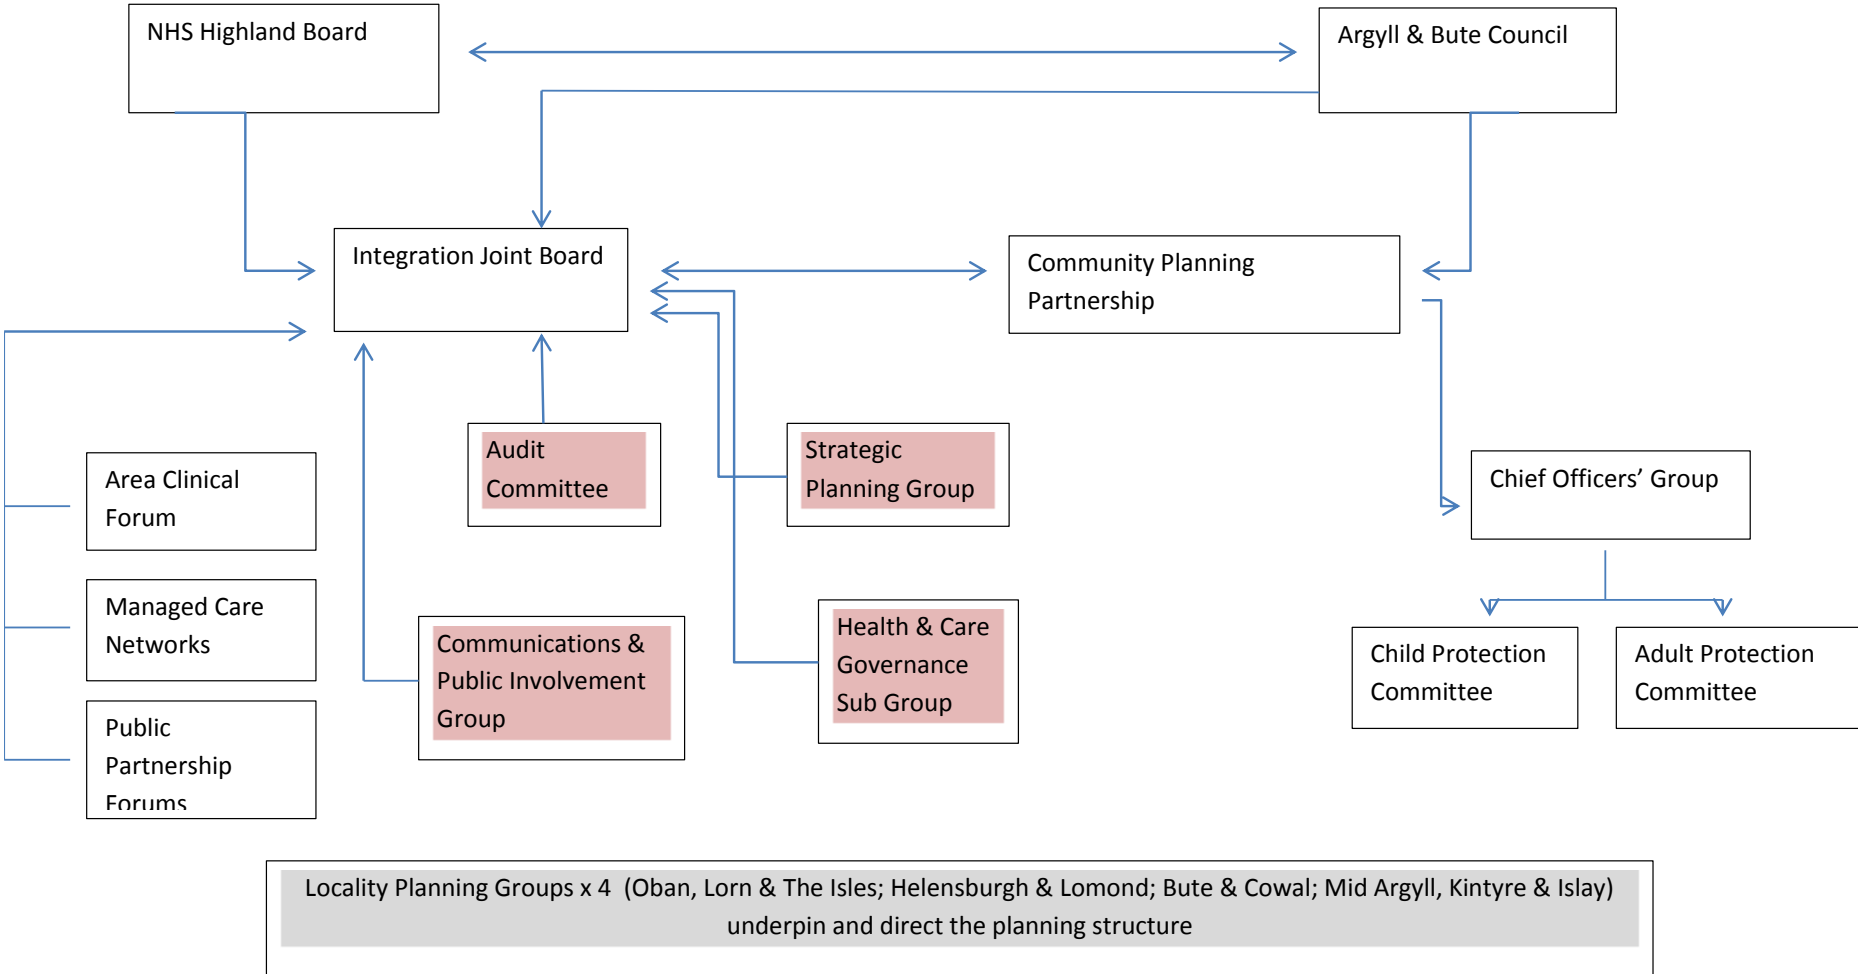 NHS Highland Board
Argyll & Bute Council
Integration Joint Board
Community Planning
Partnership
Audit
Committee
Strategic
Planning Group
Area Clinical
Forum
Chief Officers’ Group
Managed Care
Networks
Communications &
Public Involvement
Group
Health & Care
Governance
Sub Group
Child Protection
Committee
Adult Protection
Committee
Public
Partnership
Forums
Locality Planning Groups x 4 (Oban, Lorn & The Isles; Helensburgh & Lomond; Bute & Cowal; Mid Argyll, Kintyre & Islay)
underpin and direct the planning structure